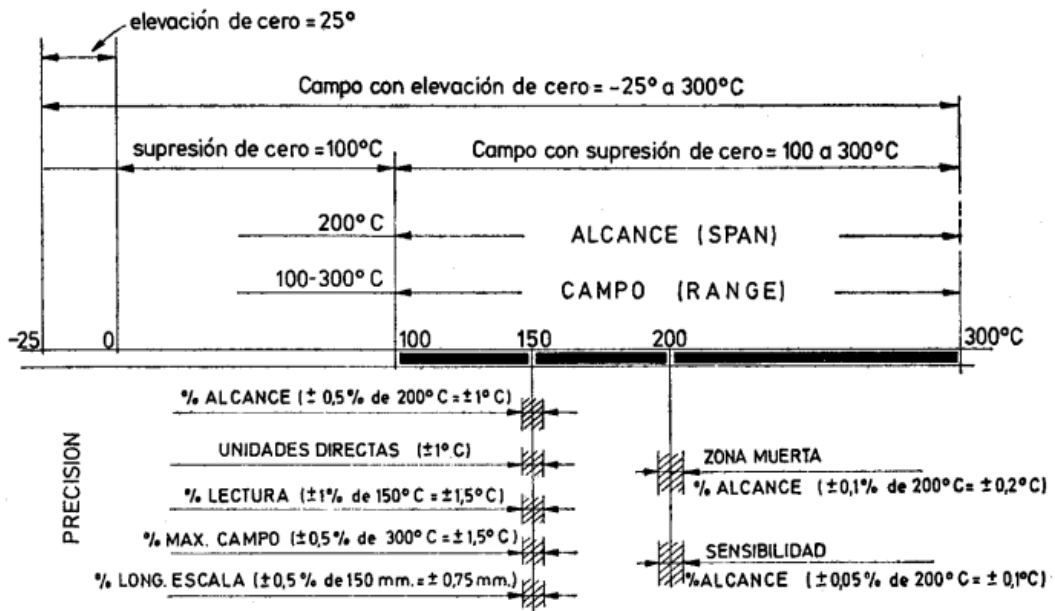 elevación de cero = 25°
Campo con elevación de cero = -25° a 300°C
supresión de cero = 100°C
Campo con supresión de cero = 100 a 300°C
200° C
ALCANCE (SPAN)
100-300° C
CAMPO (RANGE)
-25 0 100 150 200 300°C
PRECISION
% ALCANCE (± 0,5% de 200° C = ±1° C)
UNIDADES DIRECTAS (±1° C)
% LECTURA (±1% de 150°C = ±1,5°C)
% MAX. CAMPO (±0,5% de 300° C = ±1,5°C)
% LONG. ESCALA (±0,5 % de 150 mm. = ± 0,75 mm.)
ZONA MUERTA
% ALCANCE (±0,1% de 200°C = ±0,2°C)
SENSIBILIDAD
%ALCANCE (±0,05% de 200°C = ± 0,1°C)